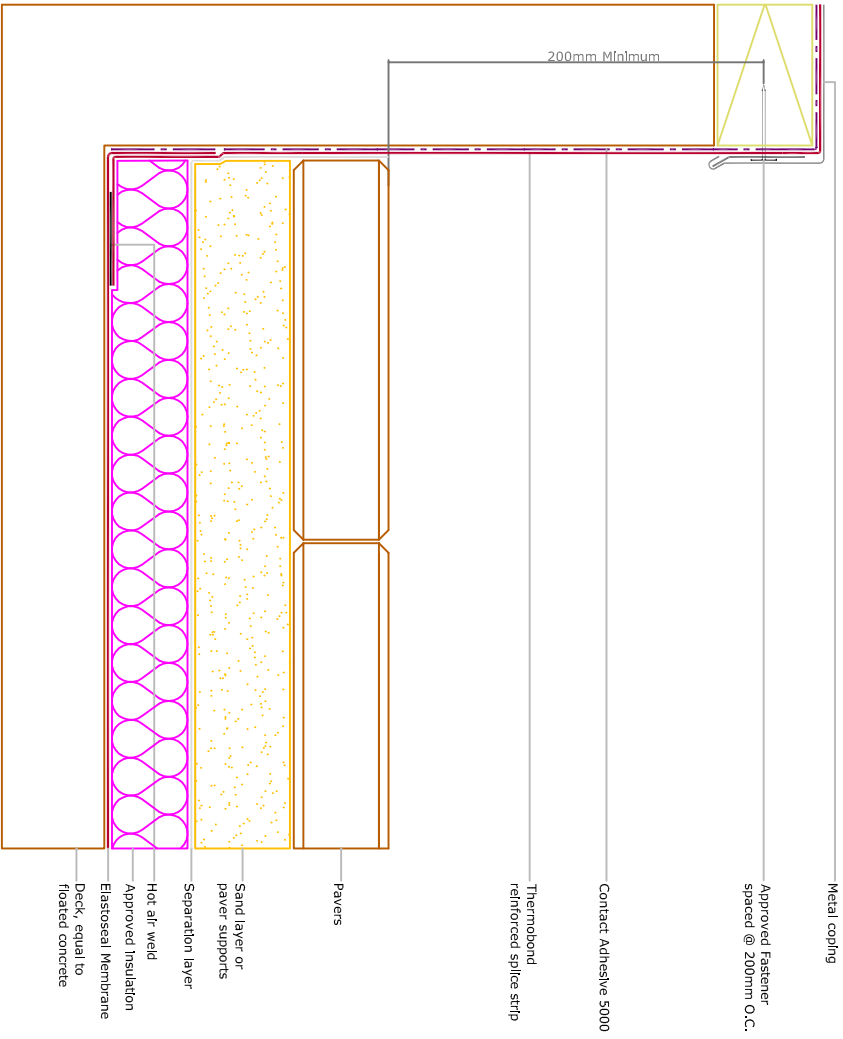 200mm Minimum
Metal coping
Approved Fastener
spaced @ 200mm O.C.
Contact Adhesive 5000
Thermobond
reinforced splice strip
Pavers
Sand layer or
paver supports
Separation layer
Hot air weld
Approved Insulation
Elastoseal Membrane
Deck, equal to
floated concrete